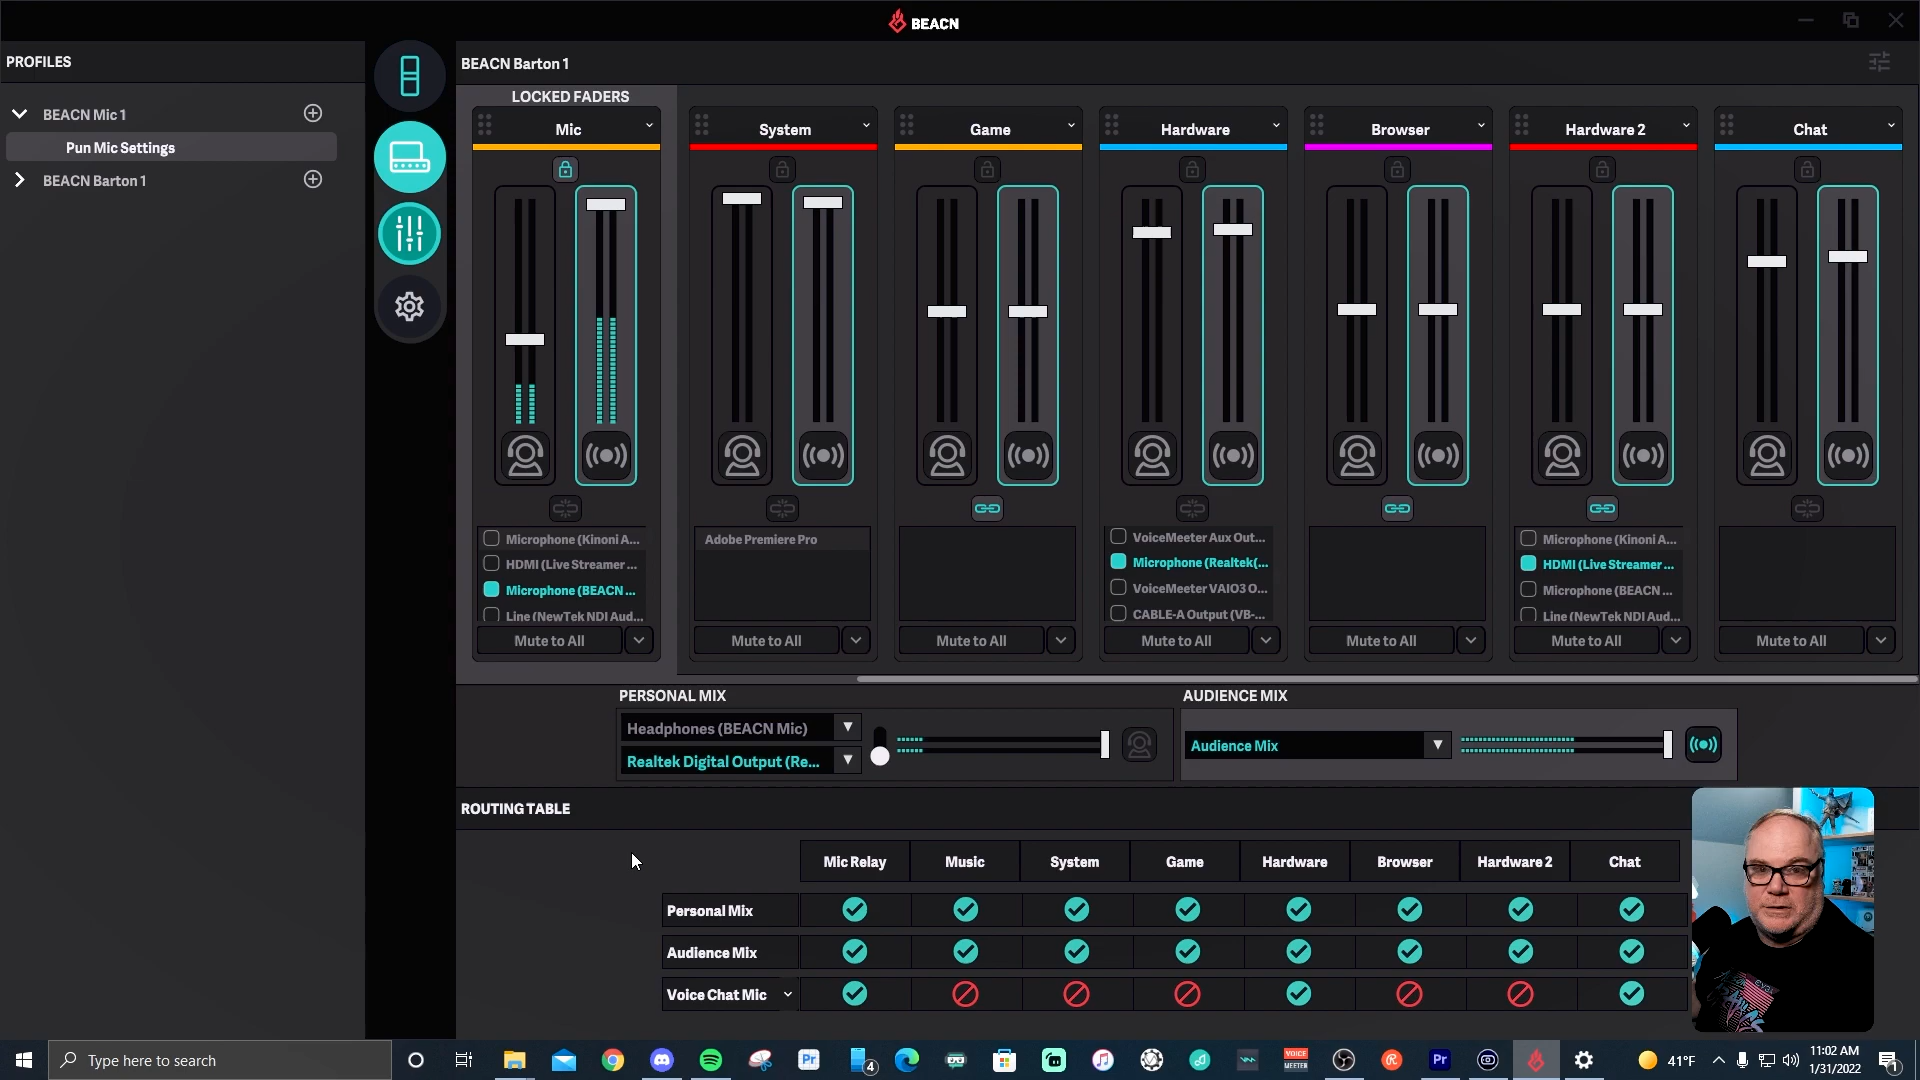 BEACN
PROFILES
BEACN Mic 1
Pun Mic Settings
BEACN Barton 1
BEACN Barton 1
LOCKED FADERS
Mic
System
Game
Hardware
Browser
Hardware 2
Chat
Microphone (Kinoni A...
HDMI (Live Streamer ...
Microphone (BEACN ...
Line (NewTek NDI Aud...
Adobe Premiere Pro
VoiceMeeter Aux Out...
Microphone (Realtek(...
VoiceMeeter VAIO3 O...
CABLE-A Output (VB-...
Microphone (Kinoni A...
HDMI (Live Streamer ...
Microphone (BEACN ...
Line (NewTek NDI Aud...
Mute to All
Mute to All
Mute to All
Mute to All
Mute to All
Mute to All
Mute to All
PERSONAL MIX
Headphones (BEACN Mic)
Realtek Digital Output (Re...
AUDIENCE MIX
Audience Mix
ROUTING TABLE
Mic Relay
Music
System
Game
Hardware
Browser
Hardware 2
Chat
Personal Mix
Audience Mix
Voice Chat Mic
Type here to search
Pr
4
VOICE
MEETER
Pr
41°F
11:02 AM
1/31/2022
1